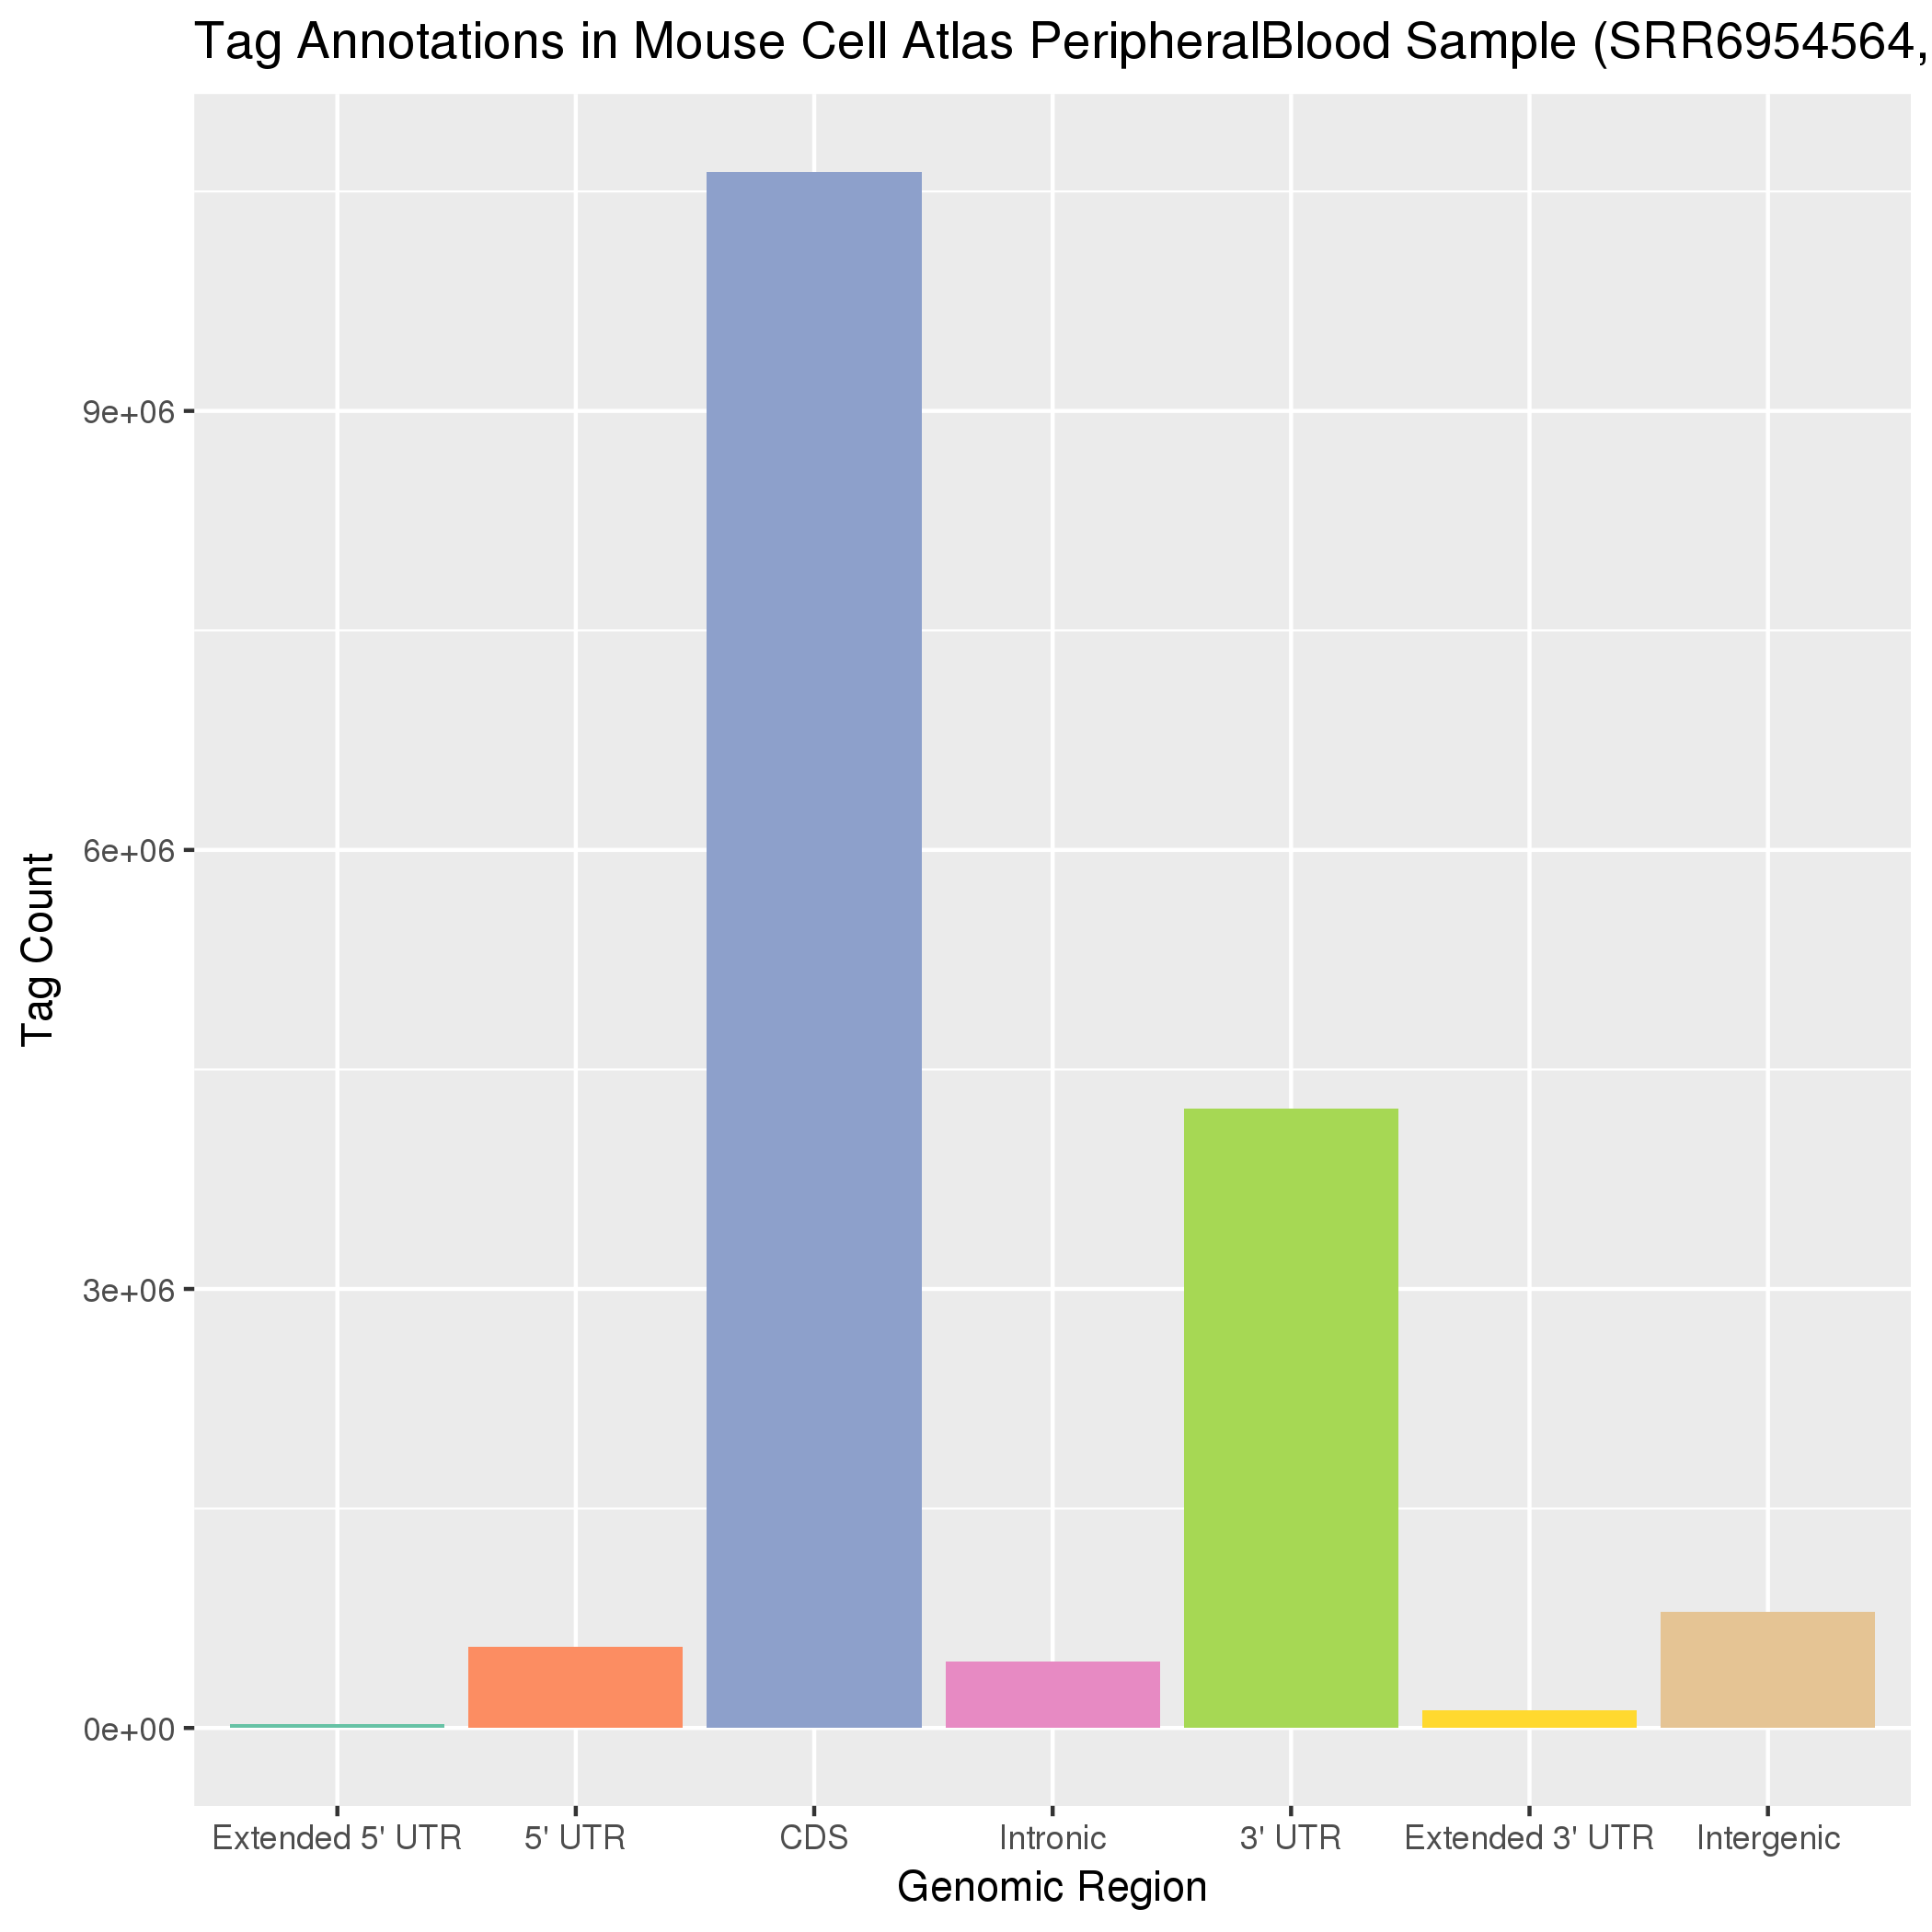 Tag Annotations in Mouse Cell Atlas PeripheralBlood Sample (SRR6954564,
9e+06
6e+06
3e+06
0e+00
Tag Count
Extended 5' UTR 5' UTR CDS Intronic 3' UTR Extended 3' UTR Intergenic
Genomic Region